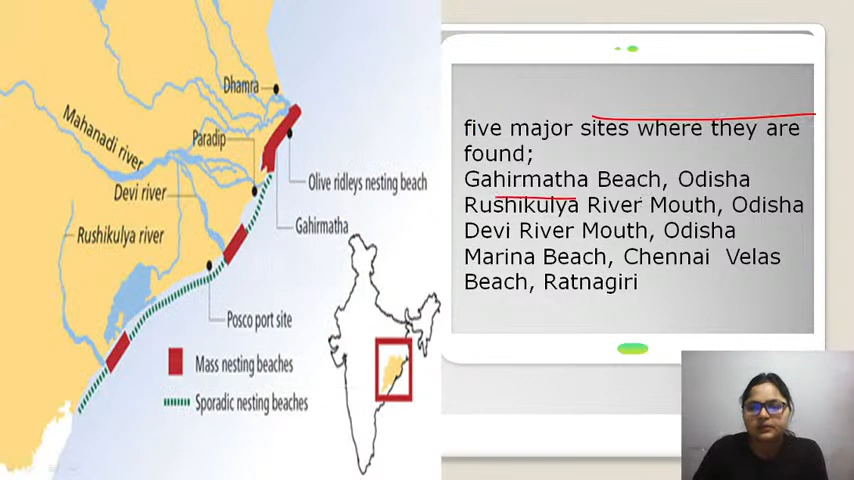 Dhamra
Mahanadi river
Paradip
Olive ridleys nesting beach
Devi river
Gahirmatha
Rushikulya river
Posco port site
Mass nesting beaches
Sporadic nesting beaches
five major sites where they are
found;
Gahirmatha Beach, Odisha
Rushikulya River Mouth, Odisha
Devi River Mouth, Odisha
Marina Beach, Chennai Velas
Beach, Ratnagiri